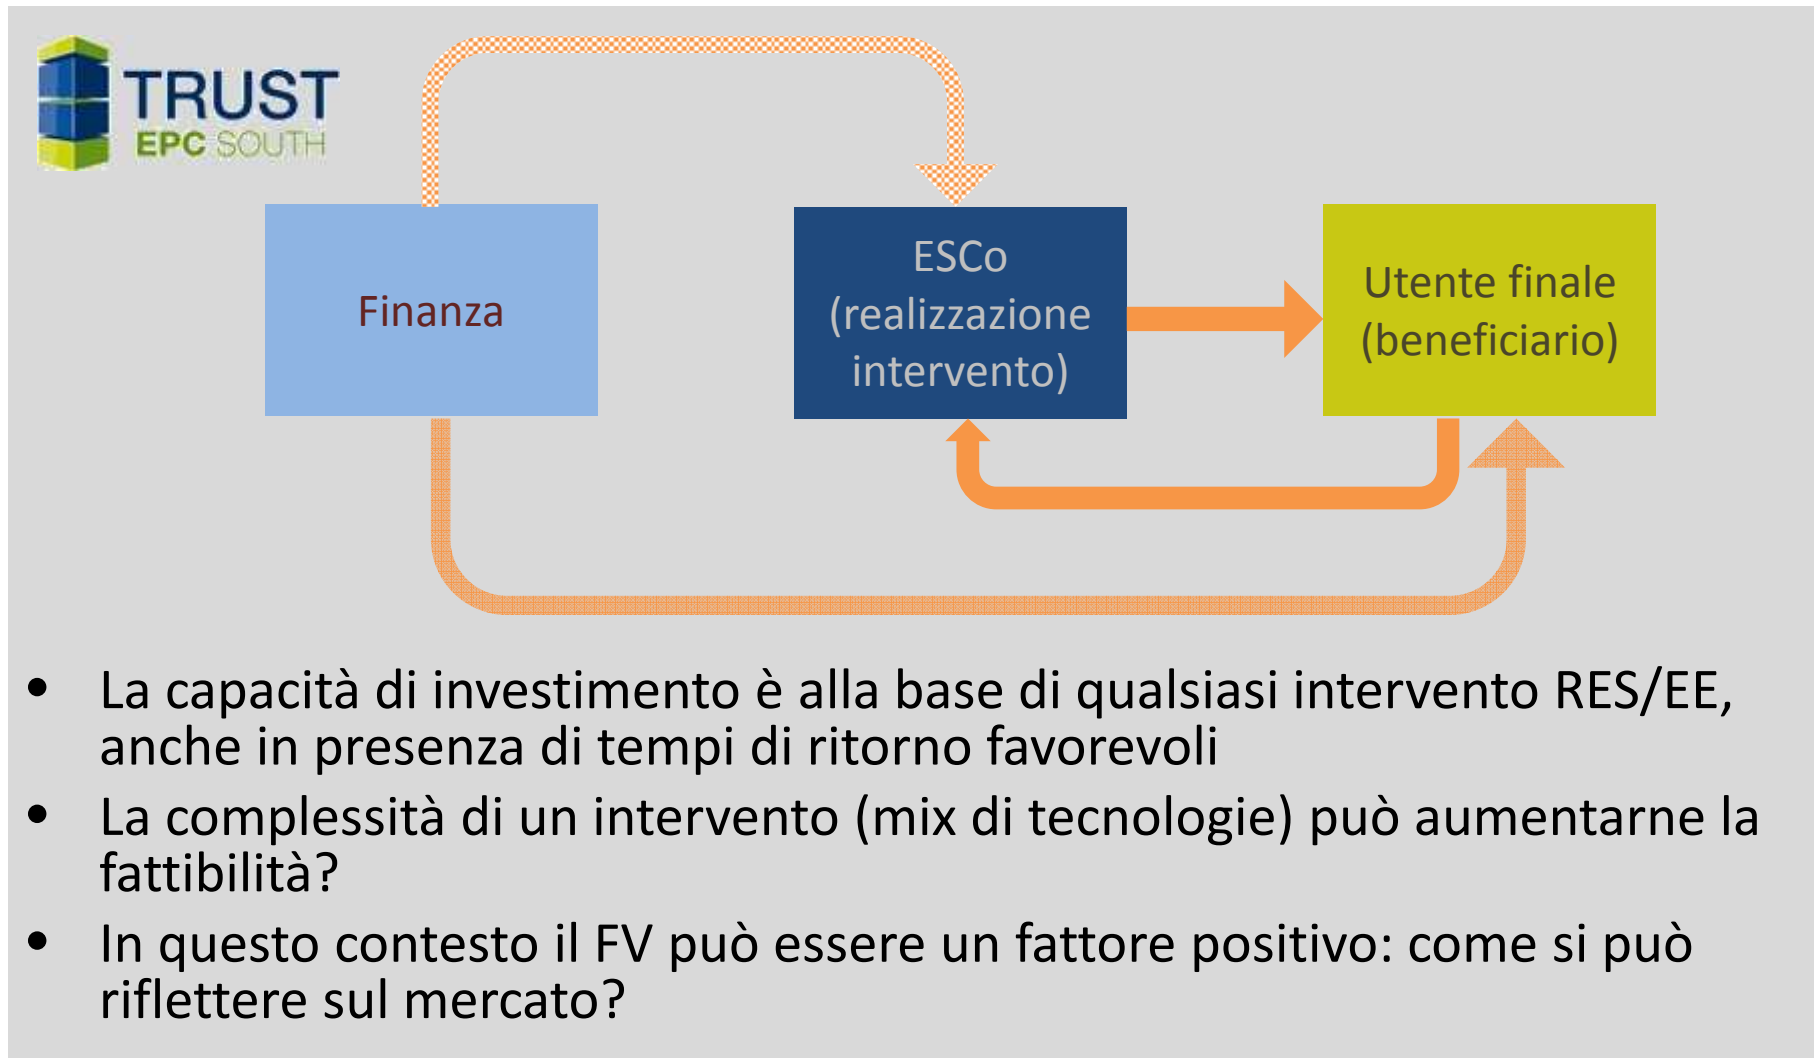 TRUST
EPC SOUTH
Finanza
ESCo
(realizzazione
intervento)
Utente finale
(beneficiario)
• La capacità di investimento è alla base di qualsiasi intervento RES/EE,
anche in presenza di tempi di ritorno favorevoli
• La complessità di un intervento (mix di tecnologie) può aumentarne la
fattibilità?
• In questo contesto il FV può essere un fattore positivo: come si può
riflettere sul mercato?